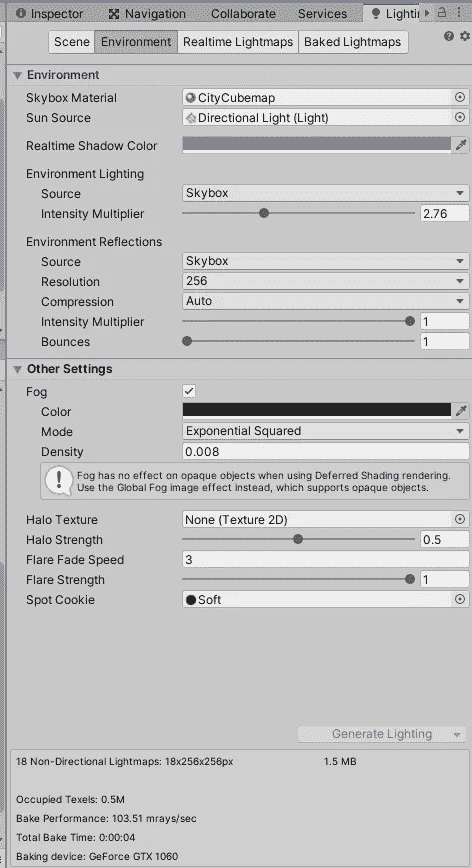 Inspector Navigation Collaborate Services Lightin
Scene Environment Realtime Lightmaps Baked Lightmaps
Environment
Skybox Material CityCubemap
Sun Source Directional Light (Light)
Realtime Shadow Color
Environment Lighting
Source Skybox
Intensity Multiplier 2.76
Environment Reflections
Source Skybox
Resolution 256
Compression Auto
Intensity Multiplier 1
Bounces 1
Other Settings
Fog
Color
Mode Exponential Squared
Density 0.008
! Fog has no effect on opaque objects when using Deferred Shading rendering.
Use the Global Fog image effect instead, which supports opaque objects.
Halo Texture None (Texture 2D)
Halo Strength 0.5
Flare Fade Speed 3
Flare Strength 1
Spot Cookie Soft
Generate Lighting
18 Non-Directional Lightmaps: 18x256x256px 1.5 MB
Occupied Texels: 0.5M
Bake Performance: 103.51 mrays/sec
Total Bake Time: 0:00:04
Baking device: GeForce GTX 1060